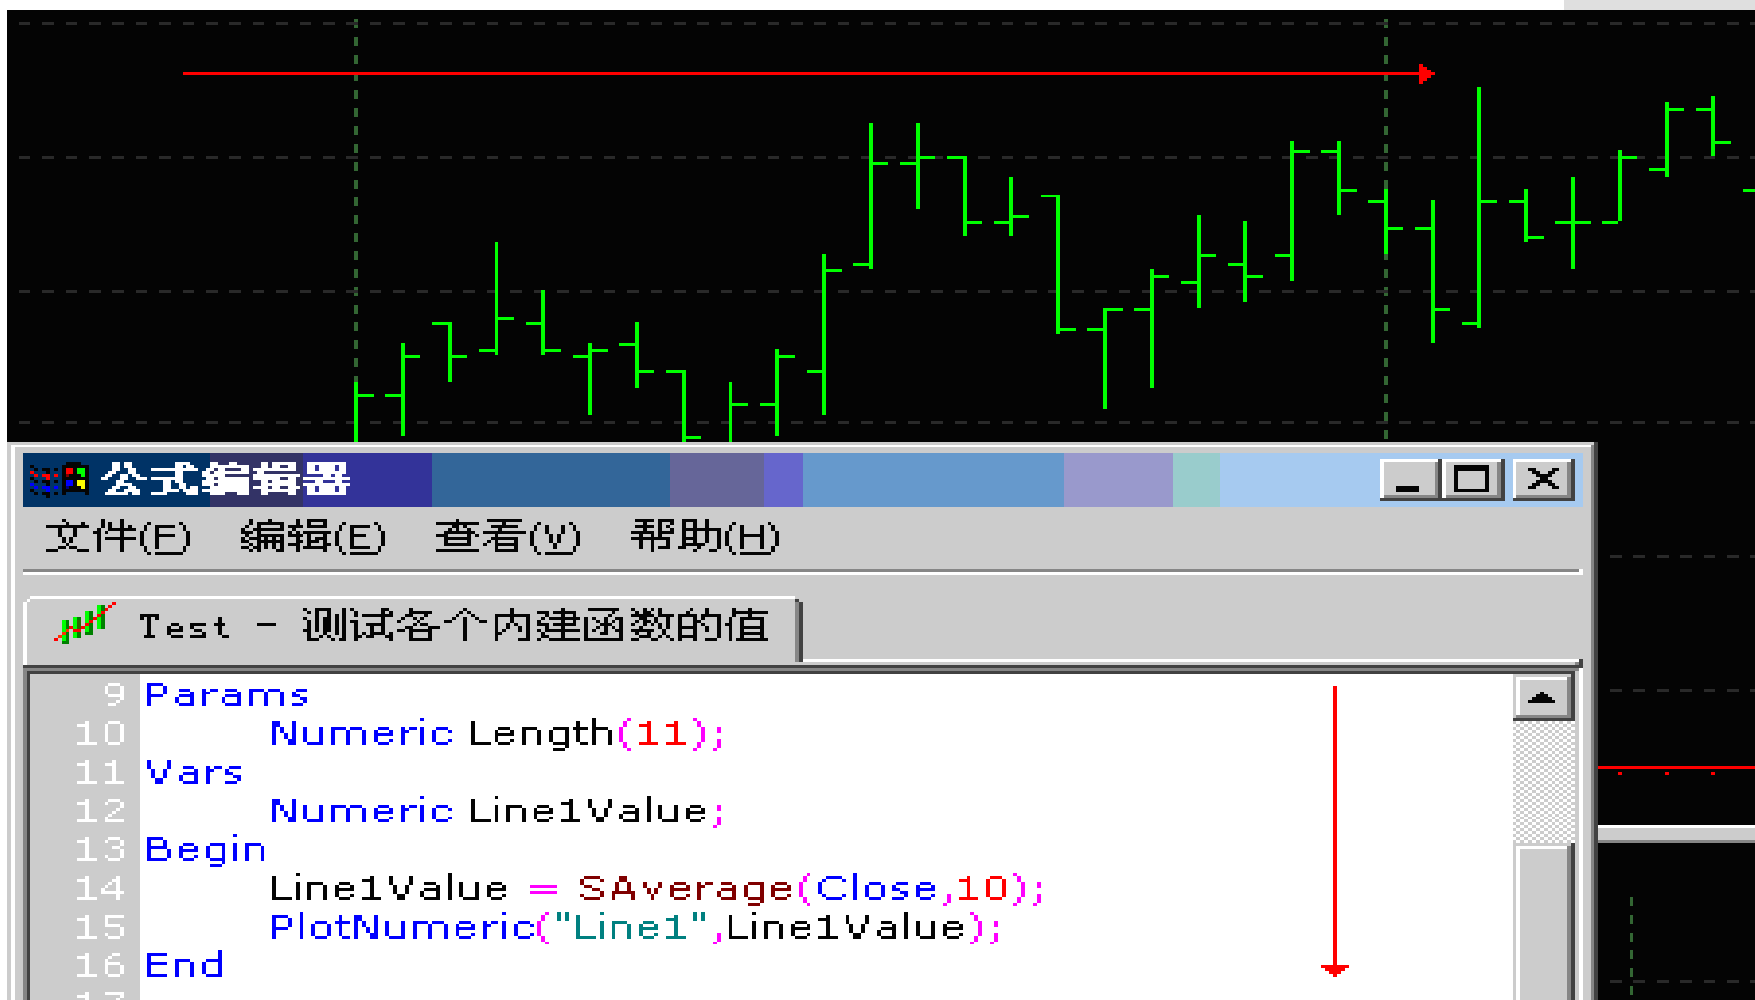 公式编辑器
文件(F) 编辑(E) 查看(V) 帮助(H)
Test - 测试各个内建函数的值
9 Params
10 Numeric Length(11);
11 Vars
12 Numeric Line1Value;
13 Begin
14 Line1Value = SAverage(Close,10);
15 PlotNumeric("Line1",Line1Value);
16 End
17